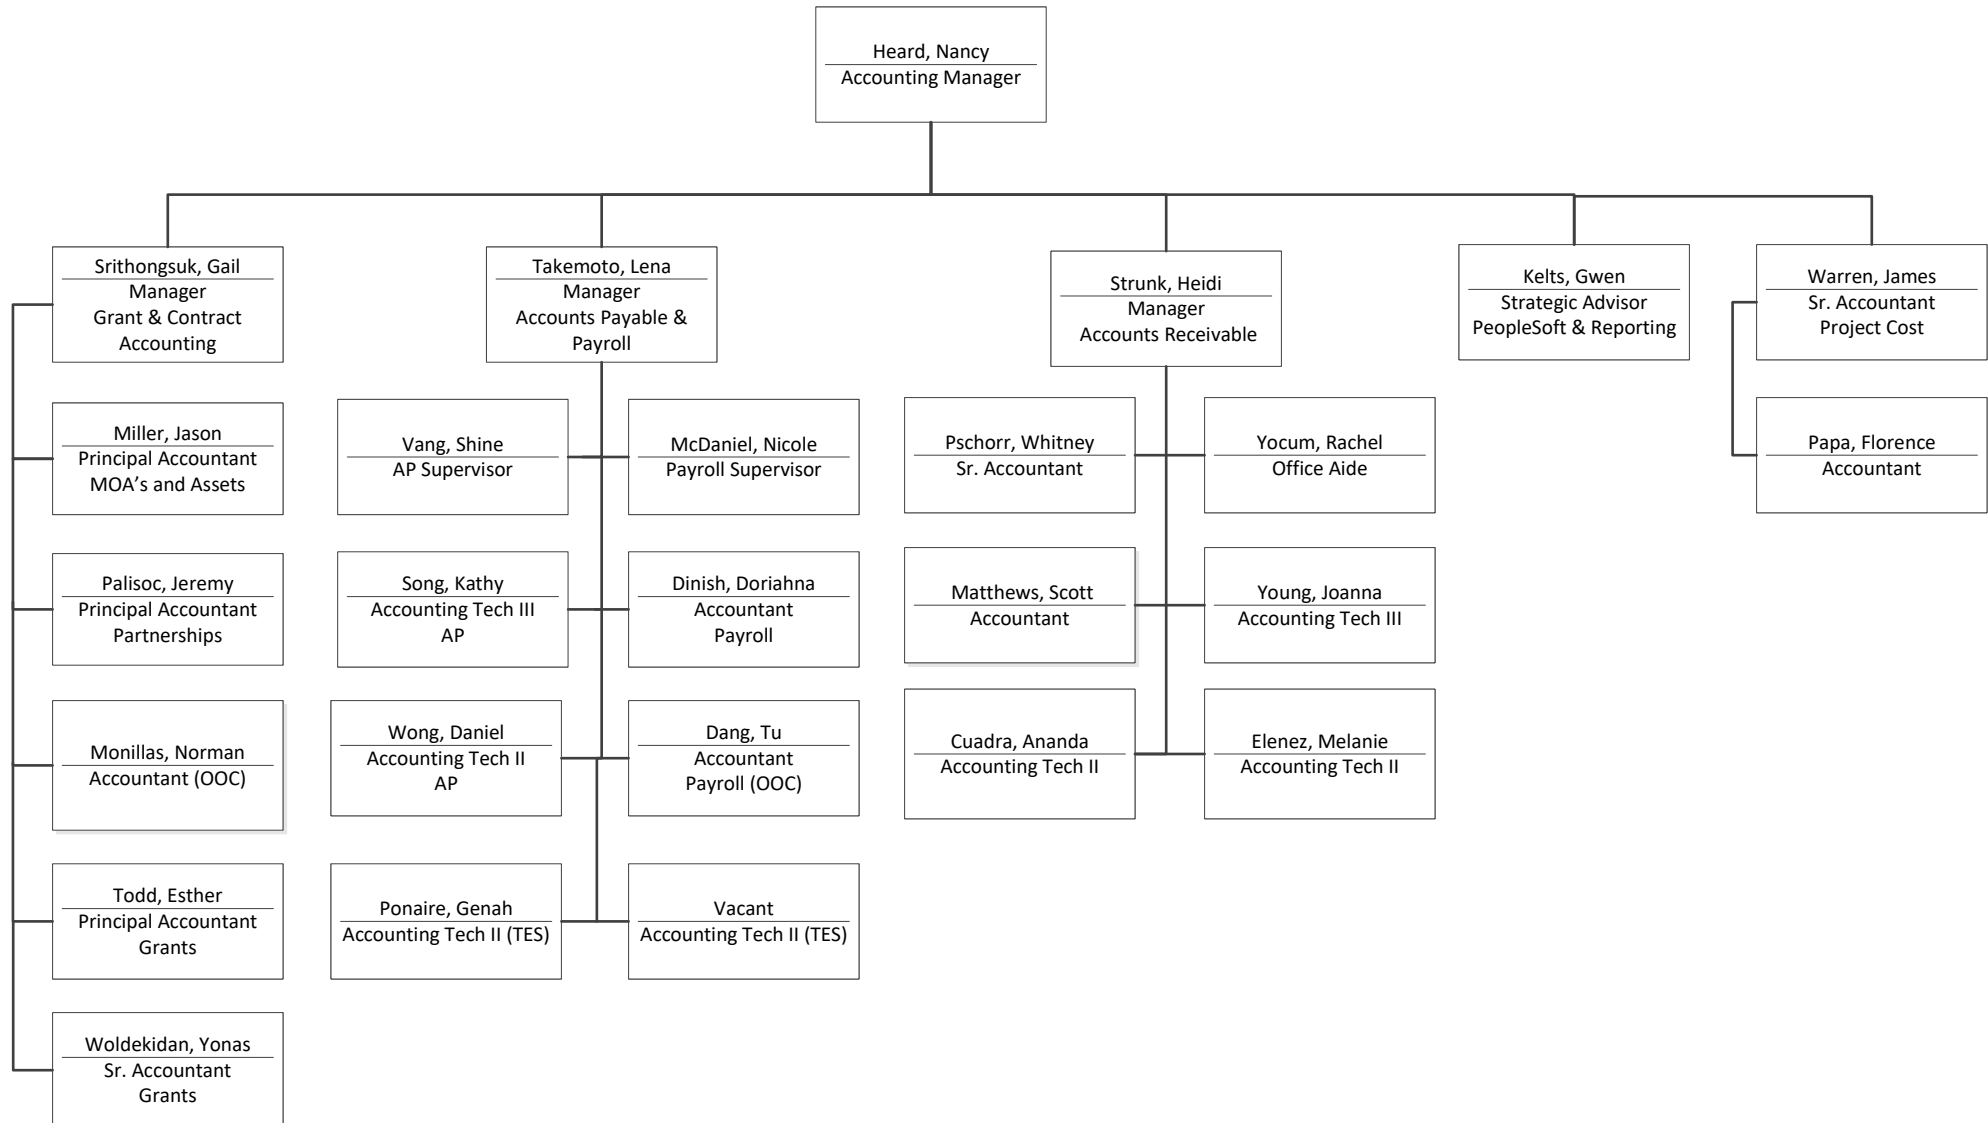 Heard, Nancy
Accounting Manager
Srithongsuk, Gail
Manager
Grant & Contract
Accounting
Takemoto, Lena
Manager
Accounts Payable &
Payroll
Strunk, Heidi
Manager
Accounts Receivable
Kelts, Gwen
Strategic Advisor
PeopleSoft & Reporting
Warren, James
Sr. Accountant
Project Cost
Miller, Jason
Principal Accountant
MOA’s and Assets
Vang, Shine
AP Supervisor
McDaniel, Nicole
Payroll Supervisor
Pschorr, Whitney
Sr. Accountant
Yocum, Rachel
Office Aide
Papa, Florence
Accountant
Palisoc, Jeremy
Principal Accountant
Partnerships
Song, Kathy
Accounting Tech III
AP
Dinish, Doriahna
Accountant
Payroll
Matthews, Scott
Accountant
Young, Joanna
Accounting Tech III
Monillas, Norman
Accountant (OOC)
Wong, Daniel
Accounting Tech II
AP
Dang, Tu
Accountant
Payroll (OOC)
Cuadra, Ananda
Accounting Tech II
Elenez, Melanie
Accounting Tech II
Todd, Esther
Principal Accountant
Grants
Ponaire, Genah
Accounting Tech II (TES)
Vacant
Accounting Tech II (TES)
Woldekidan, Yonas
Sr. Accountant
Grants